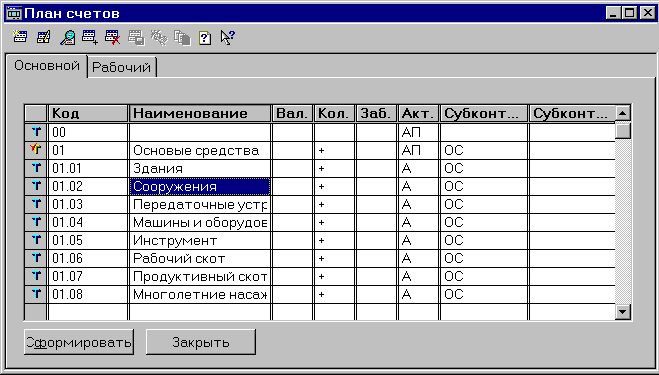 План счетов
Основной Рабочий
Код Наименование Вал. Кол. Заб. Акт. Субконт... Субконт...
00 АП
01 Основые средства + АП ОС
01.01 Здания + А ОС
01.02 Сооружения + А ОС
01.03 Передаточные устр + А ОС
01.04 Машины и оборудов + А ОС
01.05 Инструмент + А ОС
01.06 Рабочий скот + А ОС
01.07 Продуктивный скот + А ОС
01.08 Многолетние насаж + А ОС
Сформировать Закрыть